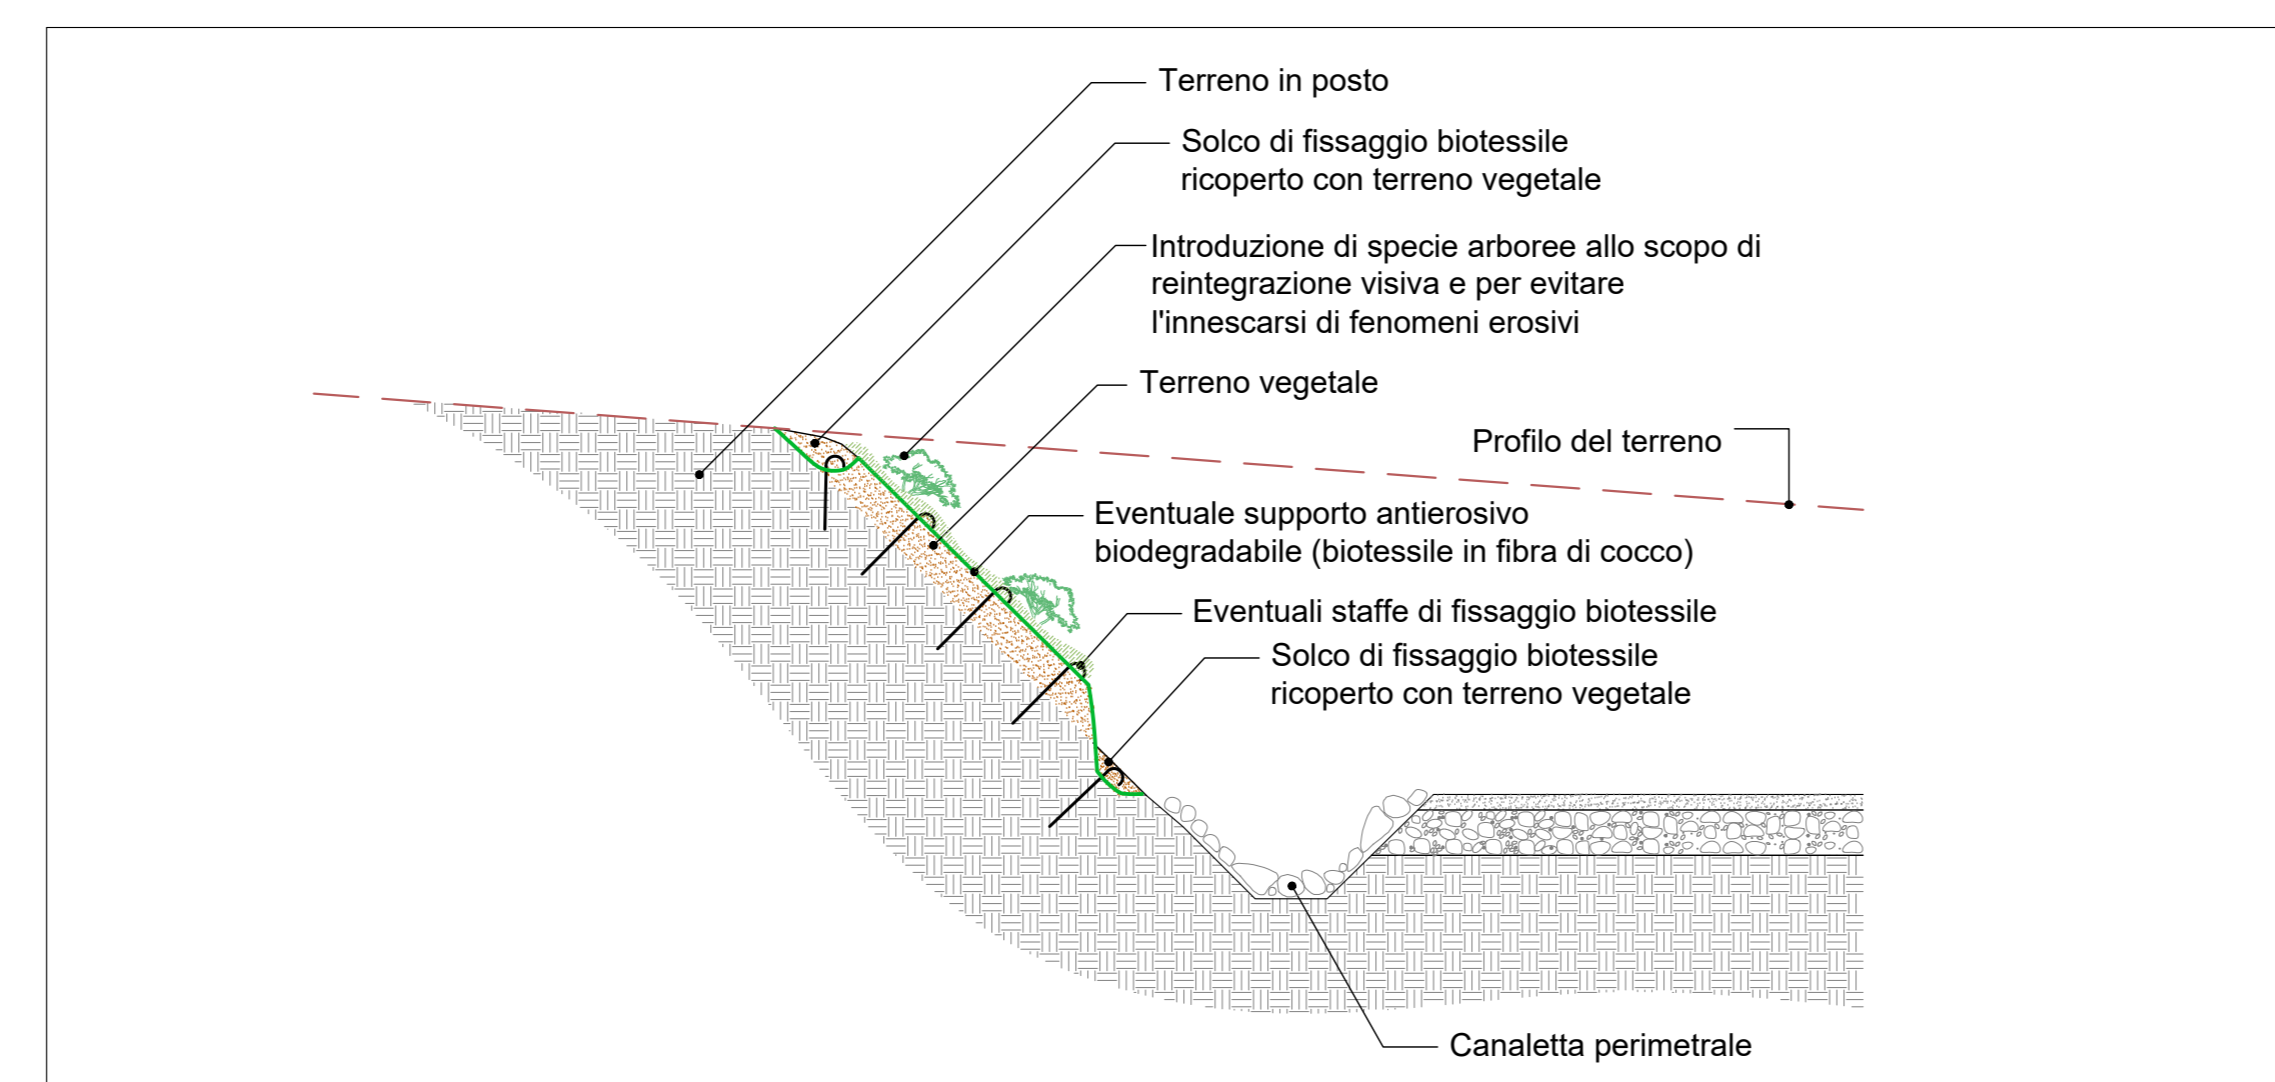 Terreno in posto
Solco di fissaggio biotessile
ricoperto con terreno vegetale
Introduzione di specie arboree allo scopo di
reintegrazione visiva e per evitare
l'innescarsi di fenomeni erosivi
Terreno vegetale
Profilo del terreno
Eventuale supporto antierosivo
biodegradabile (biotessile in fibra di cocco)
Eventuali staffe di fissaggio biotessile
Solco di fissaggio biotessile
ricoperto con terreno vegetale
Canaletta perimetrale